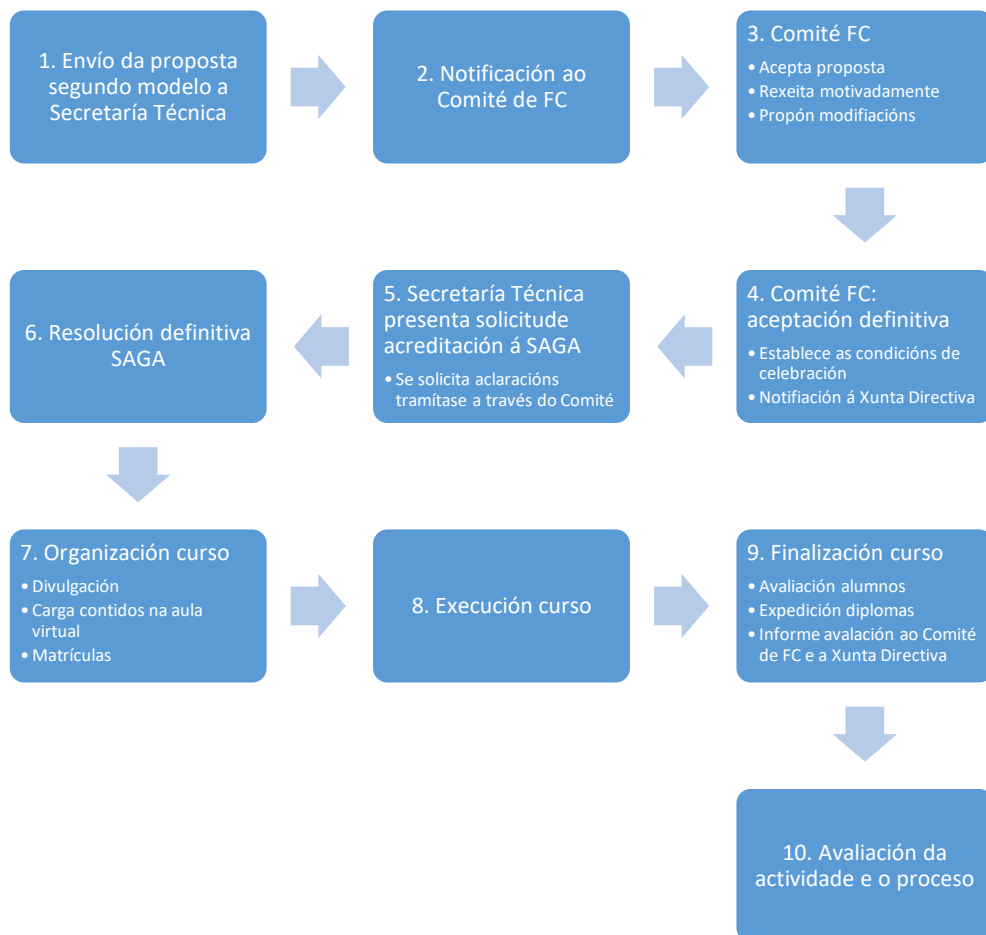 1. Envío da proposta
segundo modelo a
Secretaría Técnica
2. Notificación ao
Comité de FC
3. Comité FC
• Acepta proposta
• Rexeita motivadamente
• Propón modifiacións
4. Comité FC:
aceptación definitiva
• Establece as condicións de
celebración
• Notifiación á Xunta Directiva
5. Secretaría Técnica
presenta solicitude
acreditación á SAGA
• Se solicita aclaracións
tramítase a través do Comité
6. Resolución definitiva
SAGA
7. Organización curso
• Divulgación
• Carga contidos na aula
virtual
• Matrículas
8. Execución curso
9. Finalización curso
• Avaliación alumnos
• Expedición diplomas
• Informe avalación ao Comité
de FC e a Xunta Directiva
10. Avaliación da
actividade e o proceso